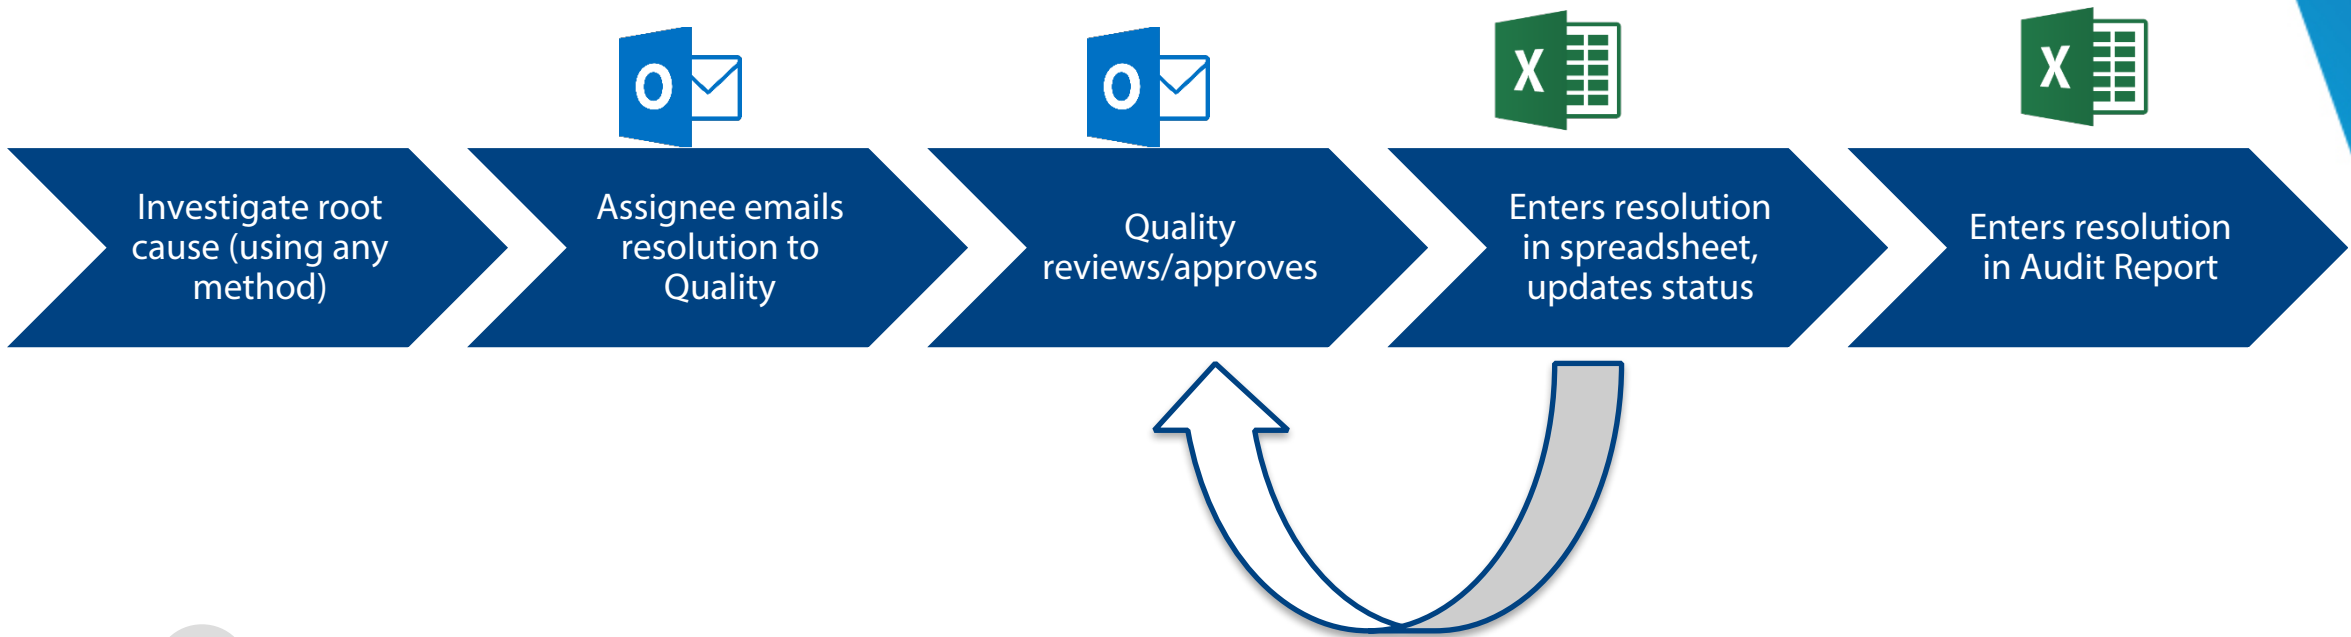 O
O
X
X
Investigate root
cause (using any
method)
Assignee emails
resolution to
Quality
Quality
reviews/approves
Enters resolution
in spreadsheet,
updates status
Enters resolution
in Audit Report